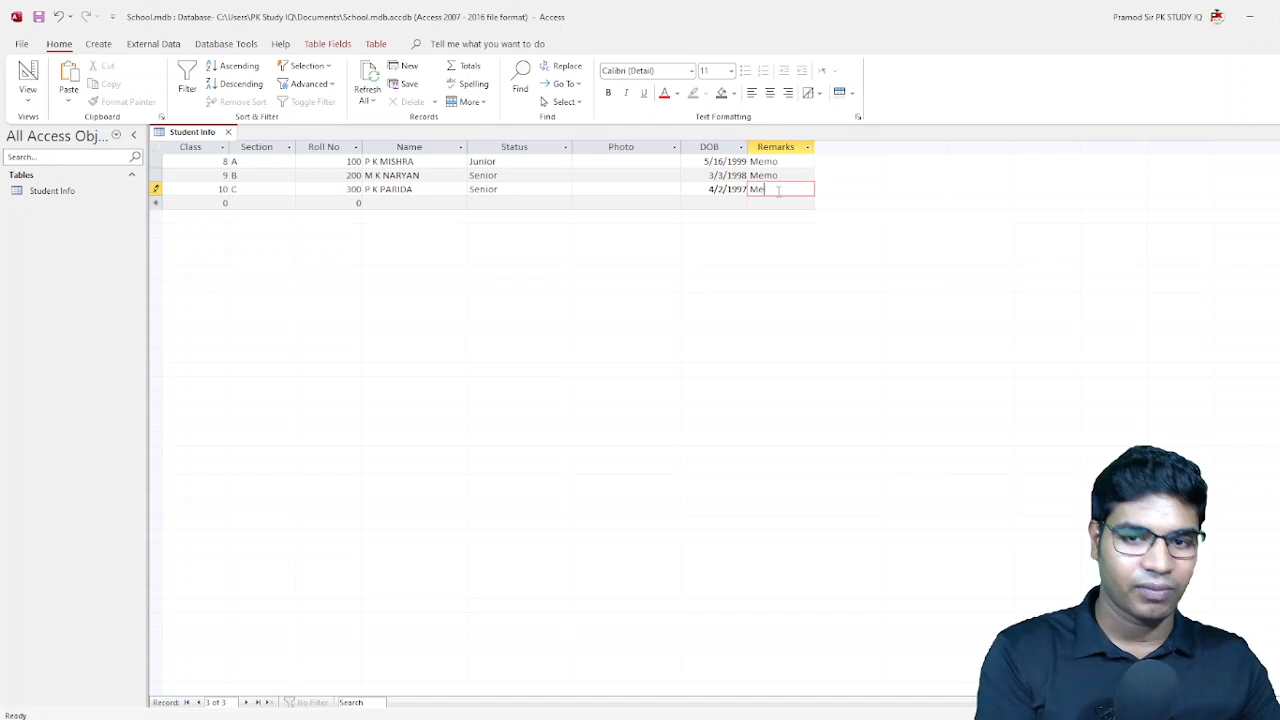 School.mdb : Database- C:\Users\PK Study IQ\Documents\School.mdb.accdb (Access 2007 - 2016 file format) - Access
Pramod Sir PK STUDY IQ
File Home Create External Data Database Tools Help Table Fields Table Tell me what you want to do
Cut Ascending Selection New Totals Replace Calibri (Detail) 11
Copy Descending Advanced Save Spelling Go To
View Paste Format Painter Filter Remove Sort Toggle Filter Refresh All Delete More Find Select B I U A
Views Clipboard Sort & Filter Records Find Text Formatting
All Access Obj... Student Info
Search... Class Section Roll No Name Status Photo DOB Remarks
8 A 100 P K MISHRA Junior 5/16/1999 Memo
Tables 9 B 200 M K NARYAN Senior 3/3/1998 Memo
Student Info 10 C 300 P K PARIDA Senior 4/2/1997 Me
0 0
Record: 3 of 3 No Filter Search
Ready